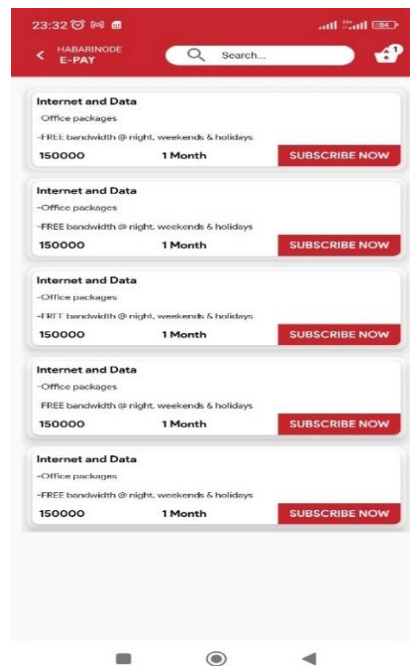 23:32
54
HABARINODE
E-PAY
Search...
1
Internet and Data
Office packages
-FREE bandwidth @ night, weekends & holidays
150000 1 Month SUBSCRIBE NOW
Internet and Data
-Office packages
-FREE bandwidth @ night, weekends & holidays
150000 1 Month SUBSCRIBE NOW
Internet and Data
-Office packages
-FREE bandwidth @ night, weekends & holidays
150000 1 Month SUBSCRIBE NOW
Internet and Data
-Office packages
FREE bandwidth @ night, weekends & holidays
150000 1 Month SUBSCRIBE NOW
Internet and Data
-Office packages
-FREE bandwidth @ night, weekends & holidays
150000 1 Month SUBSCRIBE NOW